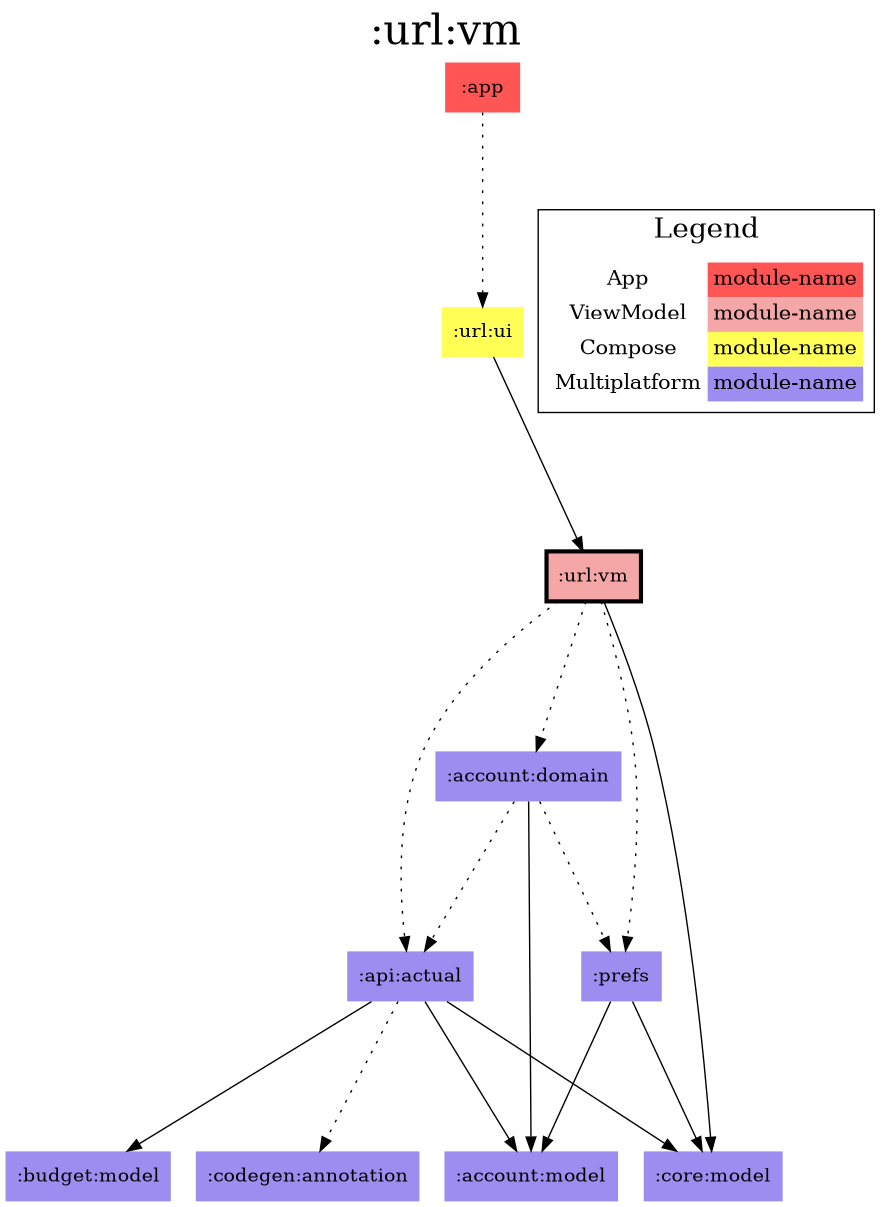 :url:vm
:app
Legend
App module-name
ViewModel module-name
Compose module-name
Multiplatform module-name
:url:ui
:url:vm
:account:domain
:api:actual
:prefs
:budget:model
:codegen:annotation
:account:model
:core:model